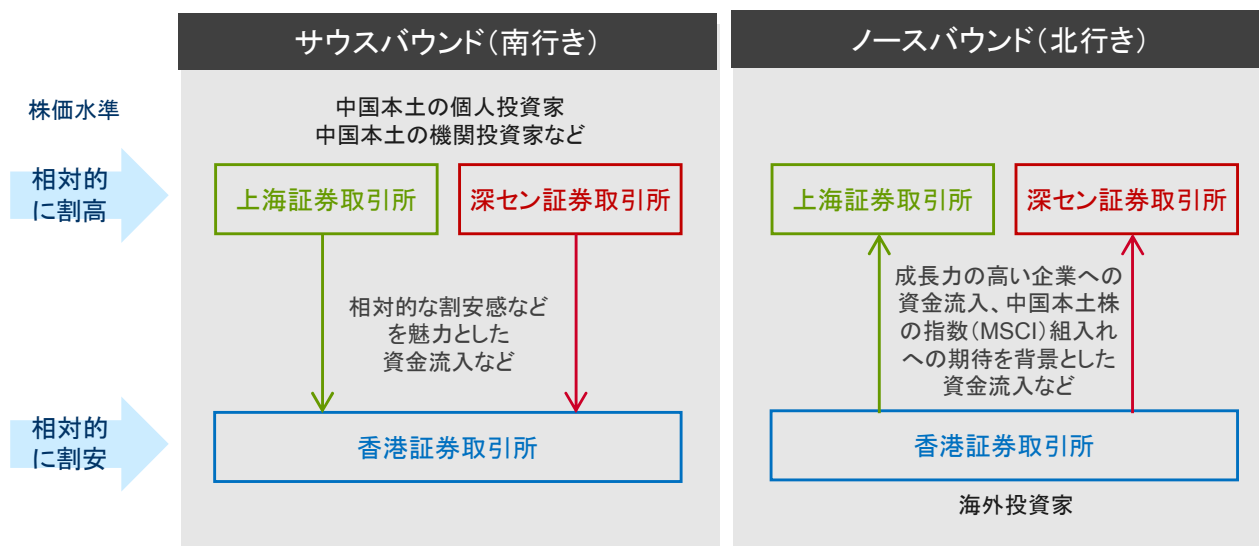 サウスバウンド（南行き）
ノースバウンド（北行き）
株価水準
相対的
に割高
相対的
に割安
中国本土の個人投資家
中国本土の機関投資家など
上海証券取引所
深セン証券取引所
相対的な割安感など
を魅力とした
資金流入など
香港証券取引所
上海証券取引所
深セン証券取引所
成長力の高い企業への
資金流入、中国本土株
の指数（MSCI）組入れ
への期待を背景とした
資金流入など
香港証券取引所
海外投資家